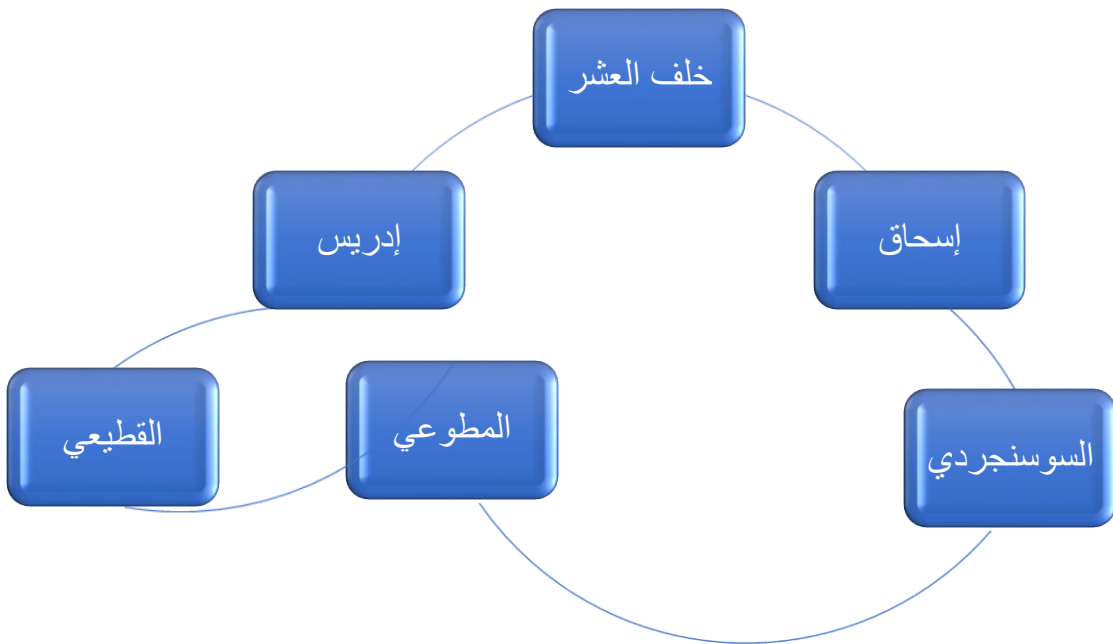 خلف العشر
إسحاق
إدريس
السوسنجردي
المطوعي
القطيعي